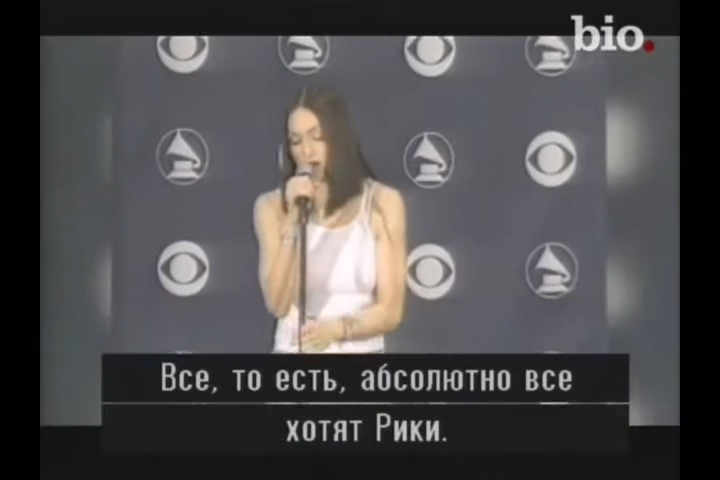 bio.
Все, то есть, абсолютно все
хотят Рики.